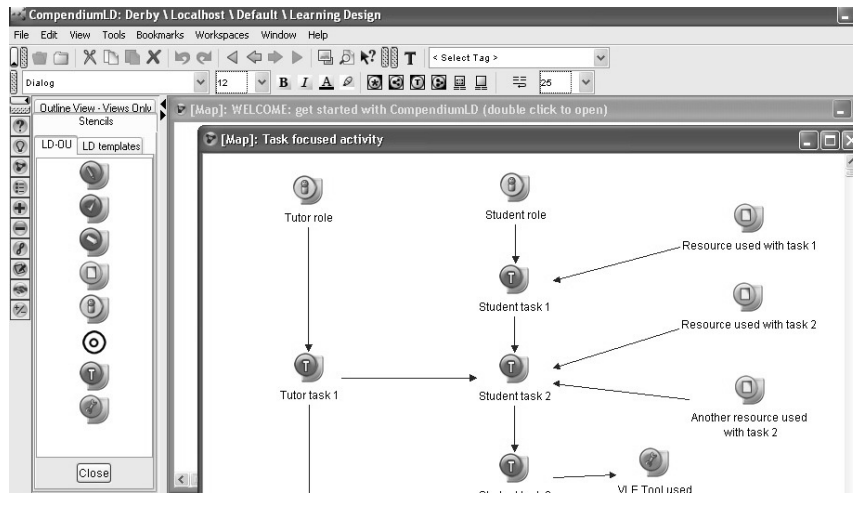 CompendiumLD: Derby \ Localhost \ Default \ Learning Design
File Edit View Tools Bookmarks Workspaces Window Help
T < Select Tag >
Dialog 12 B I A 25
Outline View - Views Only
Stencils
LD-OU LD templates
Close
[Map]: WELCOME: get started with CompendiumLD (double click to open)
[Map]: Task focused activity
Tutor role
Student role
Resource used with task 1
T
Student task 1
Resource used with task 2
T
Tutor task 1
T
Student task 2
Another resource used
with task 2
T
VLE Tool used